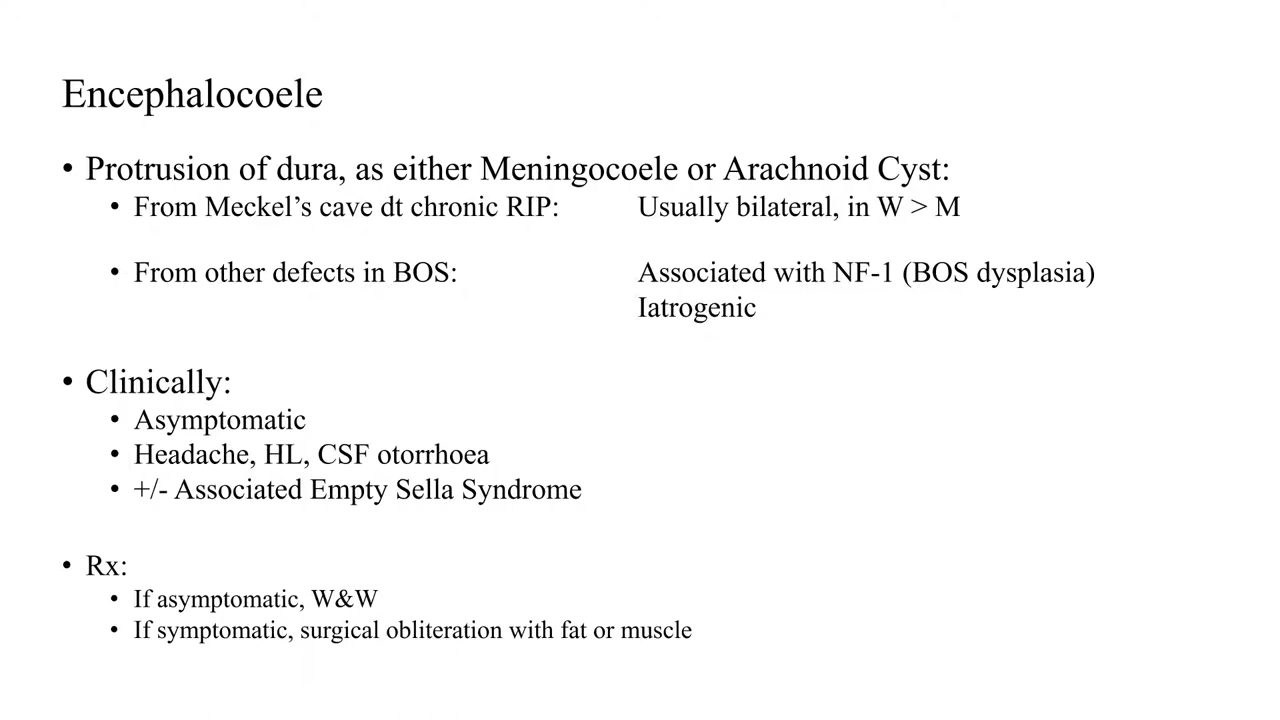 Encephalocoele
• Protrusion of dura, as either Meningocoele or Arachnoid Cyst:
• From Meckel’s cave dt chronic RIP: Usually bilateral, in W > M
• From other defects in BOS: Associated with NF-1 (BOS dysplasia)
Iatrogenic
• Clinically:
• Asymptomatic
• Headache, HL, CSF otorrhoea
• +/- Associated Empty Sella Syndrome
• Rx:
• If asymptomatic, W&W
• If symptomatic, surgical obliteration with fat or muscle